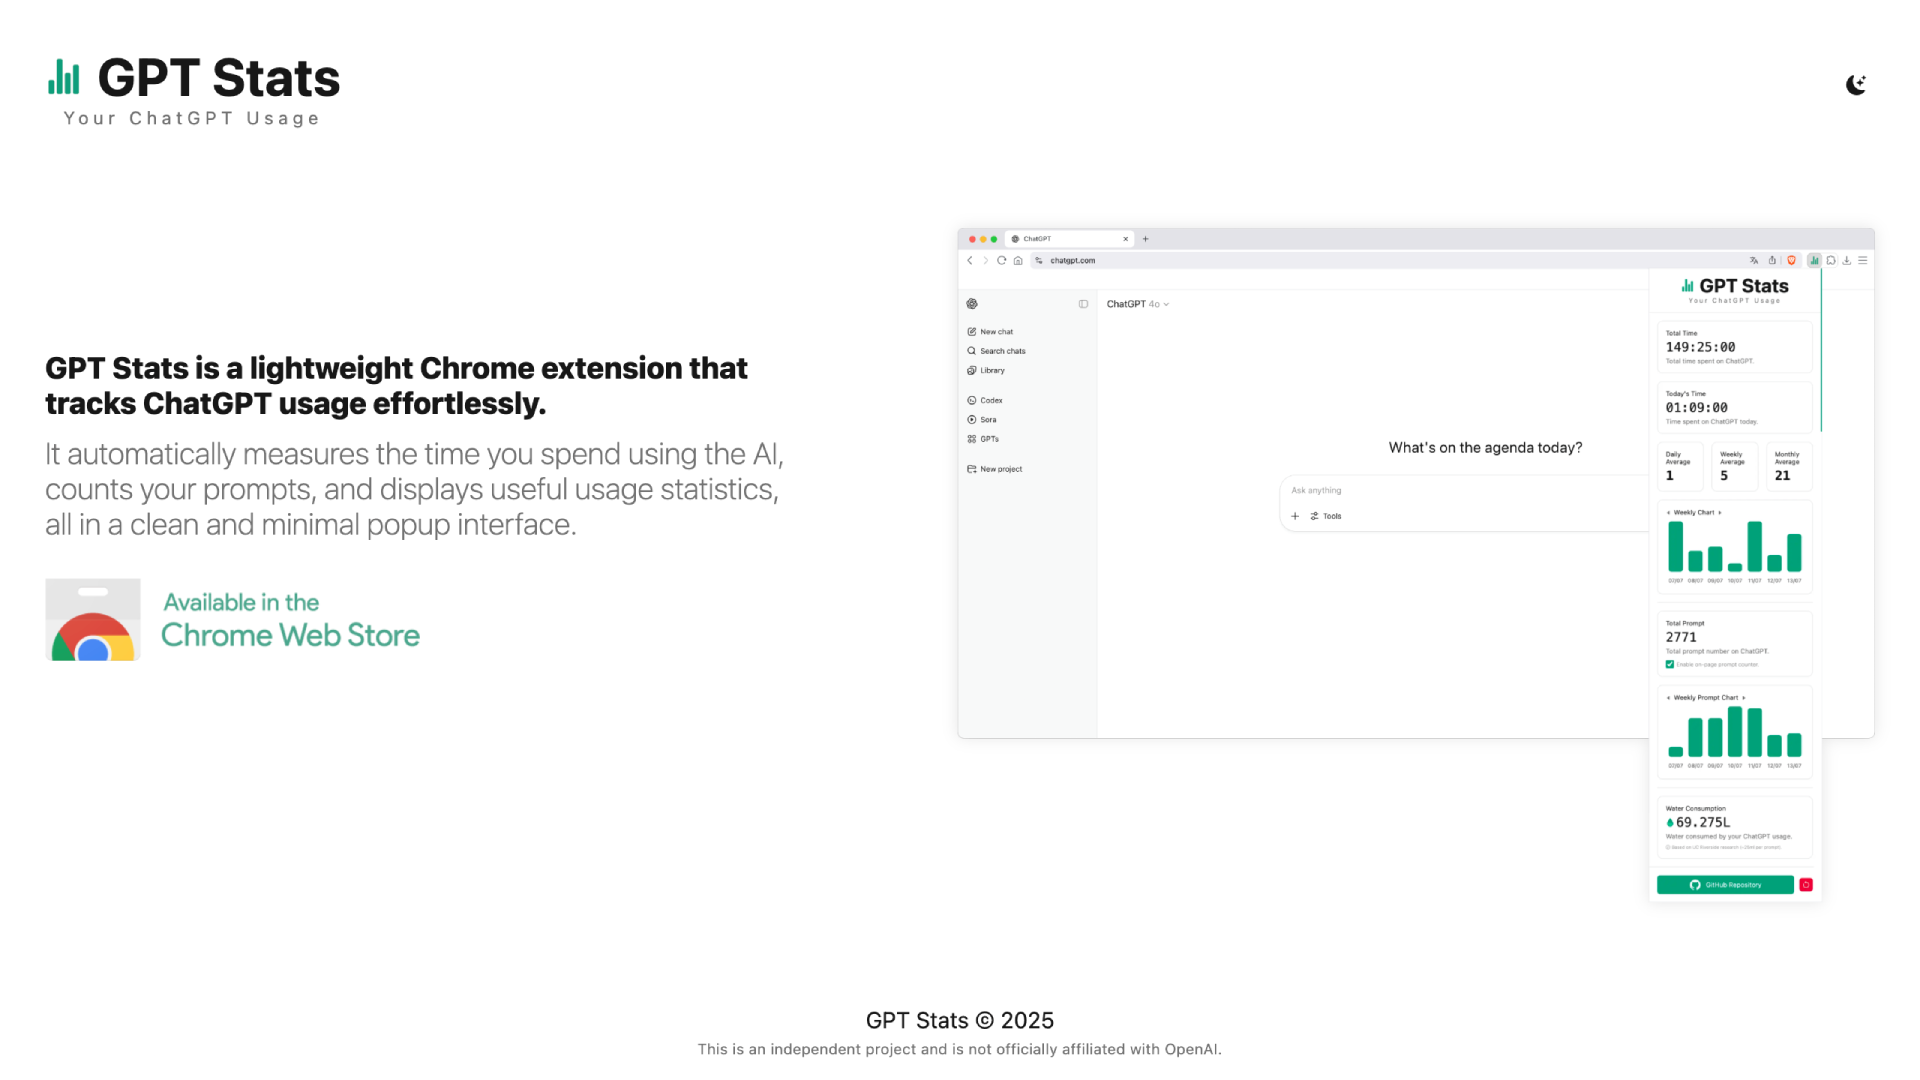 GPT Stats
Your ChatGPT Usage
GPT Stats is a lightweight Chrome extension that
tracks ChatGPT usage effortlessly.
It automatically measures the time you spend using the AI,
counts your prompts, and displays useful usage statistics,
all in a clean and minimal popup interface.
Available in the
Chrome Web Store
ChatGPT
chatgpt.com
ChatGPT 4o
New chat
Search chats
Library
Codex
Sora
GPTs
New project
What's on the agenda today?
Ask anything
Tools
GPT Stats
Your ChatGPT Usage
Total Time
149:25:00
Total time spent on ChatGPT.
Today's Time
01:09:00
Time spent on ChatGPT today.
Daily Average
1
Weekly Average
5
Monthly Average
21
Weekly Chart
07/07 08/07 09/07 10/07 11/07 12/07 13/07
Total Prompt
2771
Total prompt number on ChatGPT.
Enable on-page prompt counter.
Weekly Prompt Chart
07/07 08/07 09/07 10/07 11/07 12/07 13/07
Water Consumption
69.275L
Water consumed by your ChatGPT usage.
Based on UC Riverside research
GitHub Repository
GPT Stats © 2025
This is an independent project and is not officially affiliated with OpenAI.